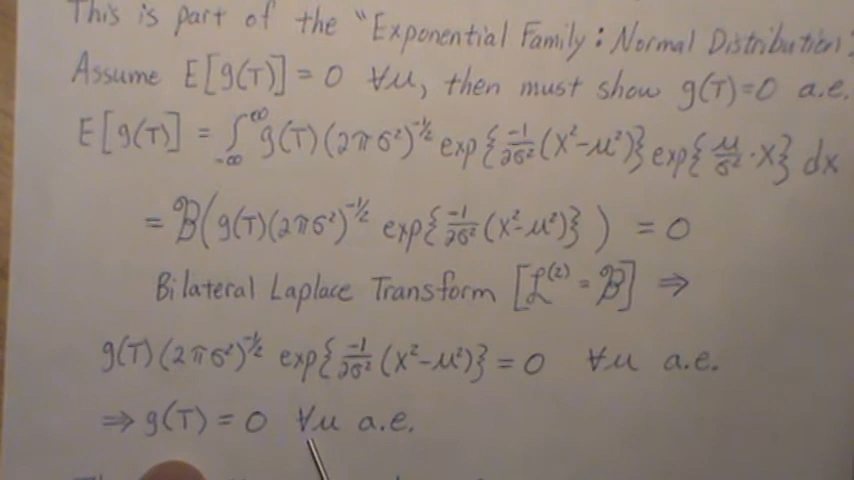 This is part of the "Exponential Family: Normal Distribution
Assume E[g(T)] = 0 ∀μ, then must show g(T)=0 a.e.
E[g(T)] = ∫_{-∞}^{∞} g(T)(2πσ²)^{-1/2} exp{-1/2σ² (X²-μ²)} exp{μ/σ² · X} dx
= ℬ(g(T)(2πσ²)^{-1/2} exp{-1/2σ² (X²-μ²)}) = 0
Bilateral Laplace Transform [ℒ^{(2)} = ℬ] ⇒
g(T)(2πσ²)^{-1/2} exp{-1/2σ² (X²-μ²)} = 0 ∀μ a.e.
⇒ g(T) = 0 ∀μ a.e.